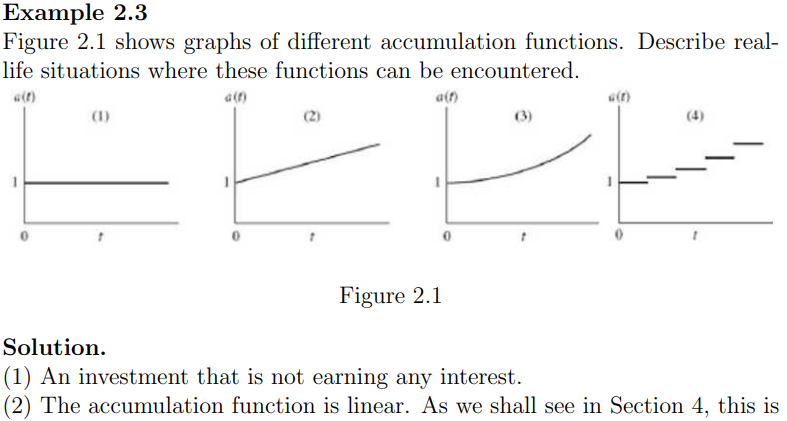 Example 2.3
Figure 2.1 shows graphs of different accumulation functions. Describe real-
life situations where these functions can be encountered.
a(t) a(t) a(t) a(t)
(1) (2) (3) (4)
1 1 1 1
0 t 0 t 0 t 0 t
Figure 2.1
Solution.
(1) An investment that is not earning any interest.
(2) The accumulation function is linear. As we shall see in Section 4, this is